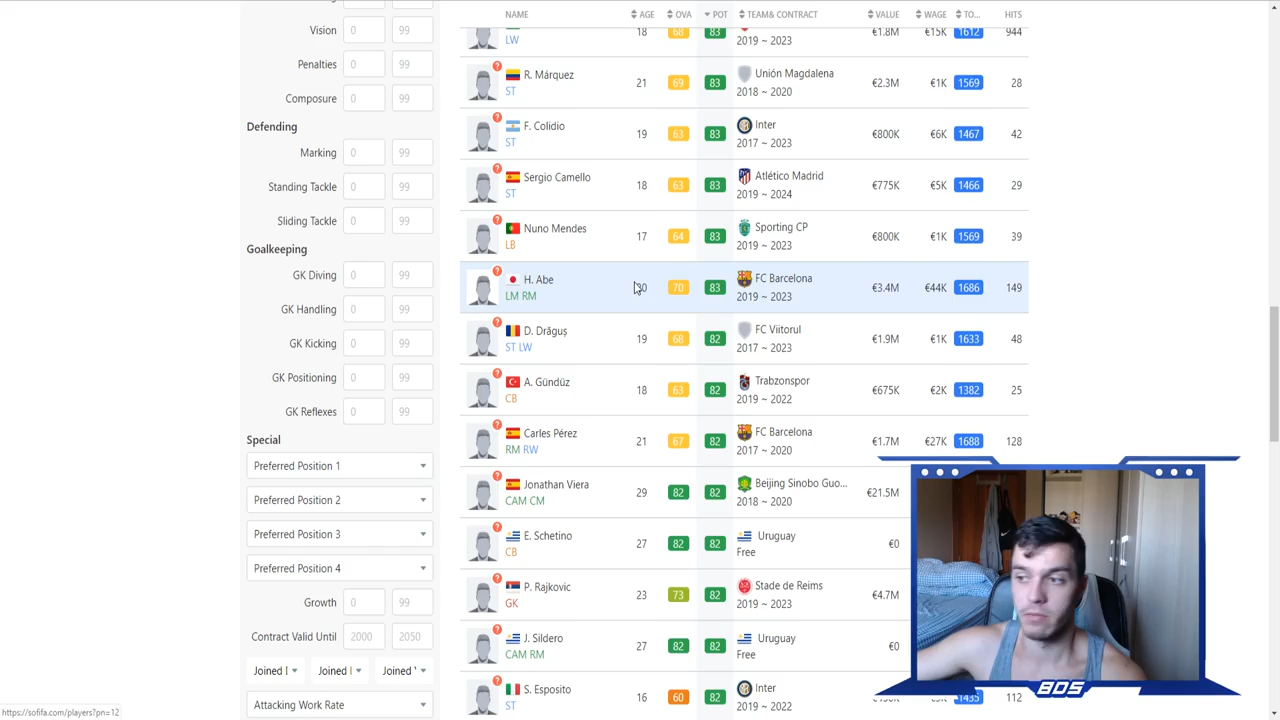 NAME AGE OVA POT TEAM& CONTRACT VALUE WAGE TO... HITS
Vision 0 99
Penalties 0 99
Composure 0 99
Defending
Marking 0 99
Standing Tackle 0 99
Sliding Tackle 0 99
Goalkeeping
GK Diving 0 99
GK Handling 0 99
GK Kicking 0 99
GK Positioning 0 99
GK Reflexes 0 99
Special
Preferred Position 1
Preferred Position 2
Preferred Position 3
Preferred Position 4
Growth 0 99
Contract Valid Until 2000 2050
Joined Joined Joined
Attacking Work Rate
https://sofifa.com/players?pn=12
LW 18 68 83 2019 ~ 2023 €1.8M €15K 1612 944
R. Márquez 21 69 83 Unión Magdalena €2.3M €1K 1569 28
ST 2018 ~ 2020
F. Colidio 19 63 83 Inter €800K €6K 1467 42
ST 2017 ~ 2023
Sergio Camello 18 63 83 Atlético Madrid €775K €5K 1466 29
ST 2019 ~ 2024
Nuno Mendes 17 64 83 Sporting CP €800K €1K 1569 39
LB 2019 ~ 2023
H. Abe 70 83 FC Barcelona €3.4M €44K 1686 149
LM RM 2019 ~ 2023
D. Drăguș 19 68 82 FC Viitorul €1.9M €1K 1633 48
ST LW 2017 ~ 2023
A. Gündüz 18 63 82 Trabzonspor €675K €2K 1382 25
CB 2019 ~ 2022
Carles Pérez 21 67 82 FC Barcelona €1.7M €27K 1688 128
RM RW 2017 ~ 2020
Jonathan Viera 29 82 82 Beijing Sinobo Guo... €21.5M
CAM CM 2018 ~ 2020
E. Schetino 27 82 82 Uruguay €0
CB Free
P. Rajkovic 23 73 82 Stade de Reims €4.7M
GK 2019 ~ 2023
J. Sildero 27 82 82 Uruguay €0
CAM RM Free
S. Esposito 60 82 Inter 1435 112
ST 2019 ~ 2022
BDS